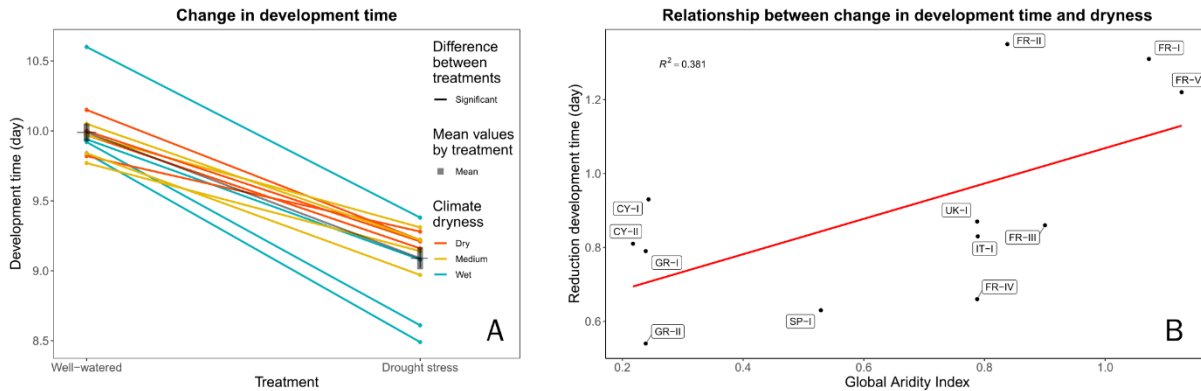 Change in development time
Development time (day)
10.5
10.0
9.5
9.0
8.5
Well-watered
Drought stress
Treatment
Difference
between
treatments
Significant
Mean values
by treatment
Mean
Climate
dryness
Dry
Medium
Wet
A
Relationship between change in development time and dryness
Reduction development time (day)
1.2
1.0
0.8
0.6
0.2
0.4
0.6
0.8
1.0
Global Aridity Index
R² = 0.381
FR-II
FR-I
FR-V
CY-I
CY-II
GR-I
GR-II
SP-I
UK-I
IT-I
FR-III
FR-IV
B